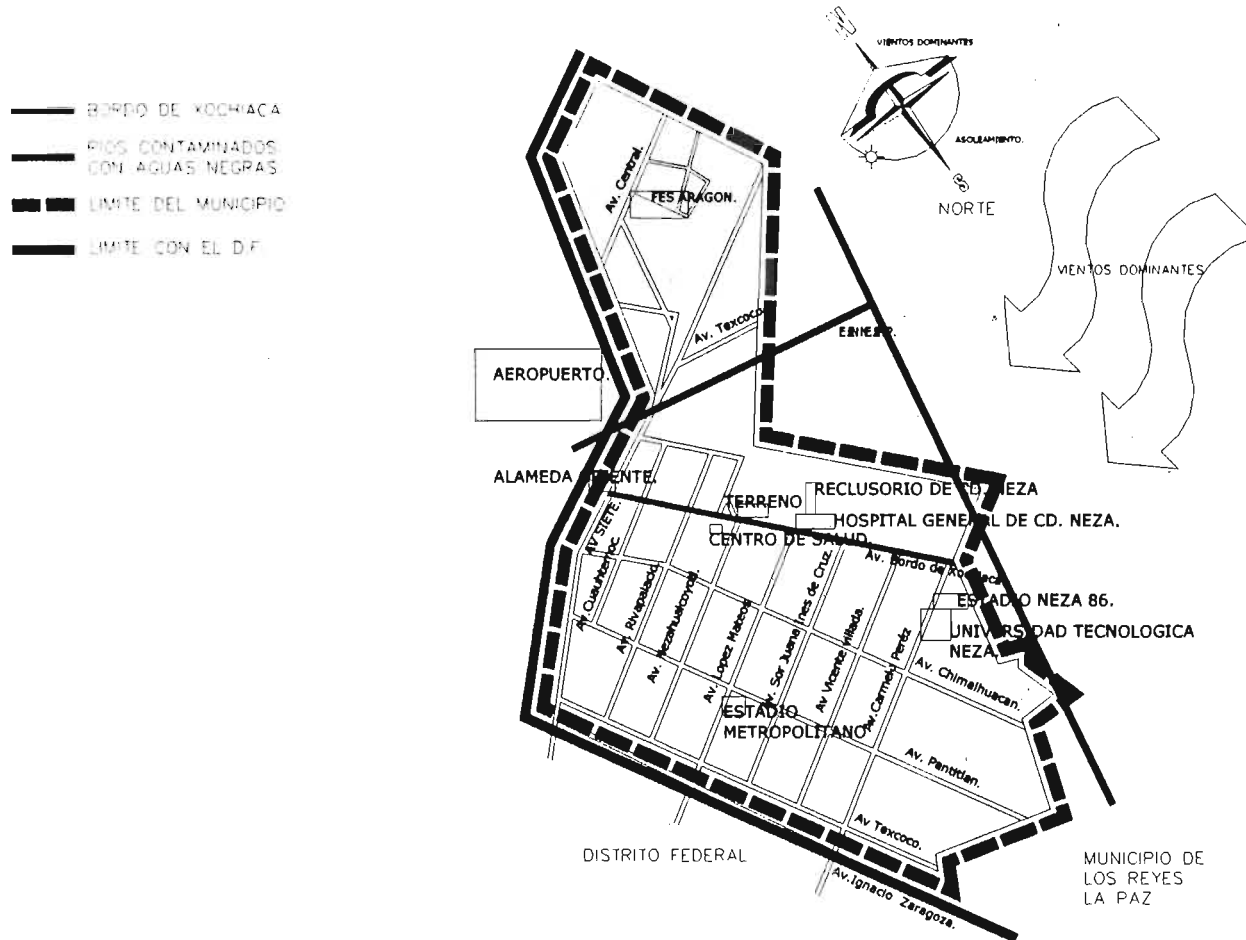 BORDO DE XOCHIACA
RIOS CONTAMINADOS
CON AGUAS NEGRAS
LIMITE DEL MUNICIPIO
LIMITE CON EL D.F.
VIENTOS DOMINANTES
ASOLEAMIENTO.
NORTE
VIENTOS DOMINANTES
Av. Central.
FES ARAGON.
Av. Texcoco.
AEROPUERTO.
ALAMEDA ORIENTE.
TERRENO
RECLUSORIO DE CD. NEZA
HOSPITAL GENERAL DE CD. NEZA.
CENTRO DE SALUD.
AV SIETE.
Av. Bordo de Xochiaca
Av Cuauhtemoc.
Av. Rivapalacio.
Av. Nezahualcoyotl.
Av. Lopez Mateos.
Av. Sor Juana Ines de Cruz.
Av Vicente Villada.
Av.Carmelo Peréz
ESTADIO NEZA 86.
UNIVERSIDAD TECNOLOGICA
NEZA.
Av. Chimalhuacan.
ESTADIO
METROPOLITANO
Av. Pantitlan.
Av Texcoco.
DISTRITO FEDERAL
Av.Ignacio Zaragoza.
MUNICIPIO DE
LOS REYES
LA PAZ